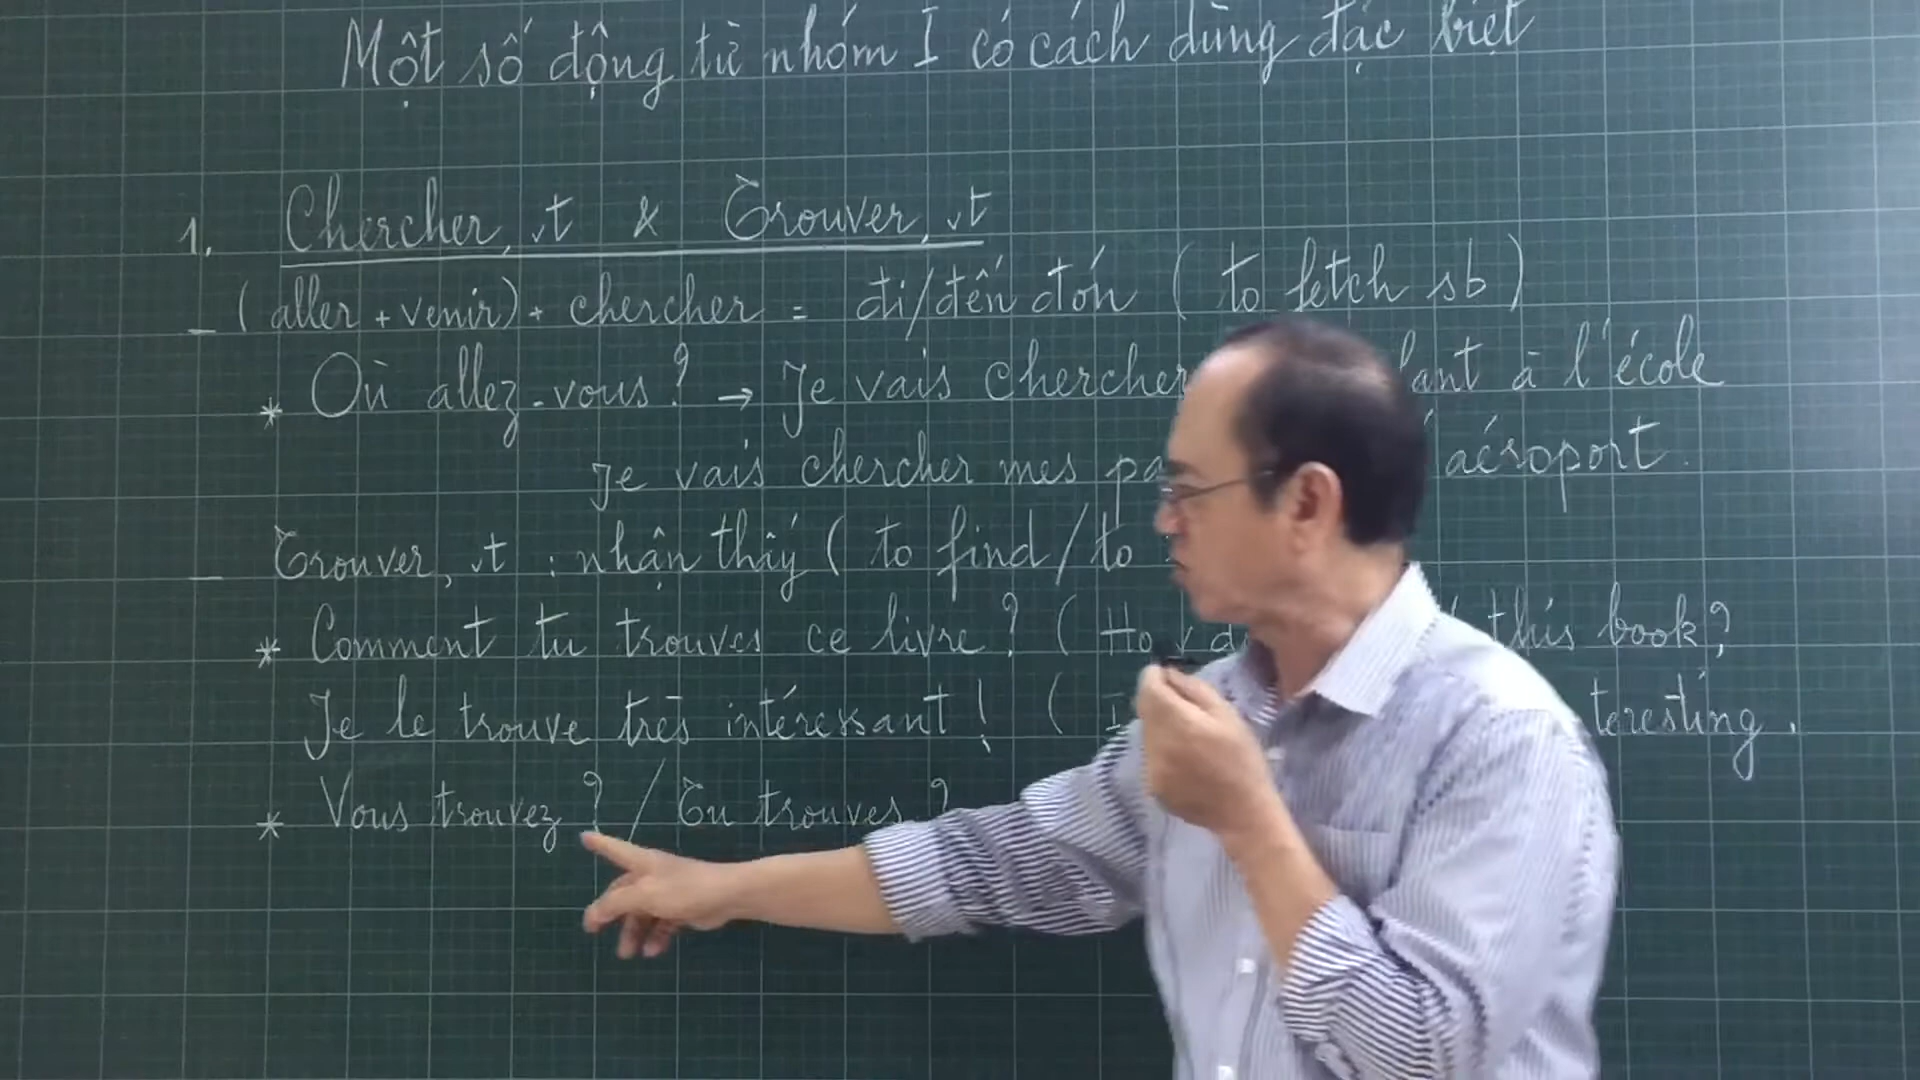 Một số động từ nhóm I có cách dùng đặc biệt
1. Chercher, vt & Trouver, vt
_ (aller + venir) + chercher = đi/đến đón ( to fetch sb )
* Où allez-vous? → Je vais chercher à l'école
Je vais chercher mes aéroport.
_ Trouver, vt : nhận thấy ( to find / to
* Comment tu trouves ce livre? ( How this book?
Je le trouve très intéressant! ( I
* Vous trouvez ? / Tu trouves ?